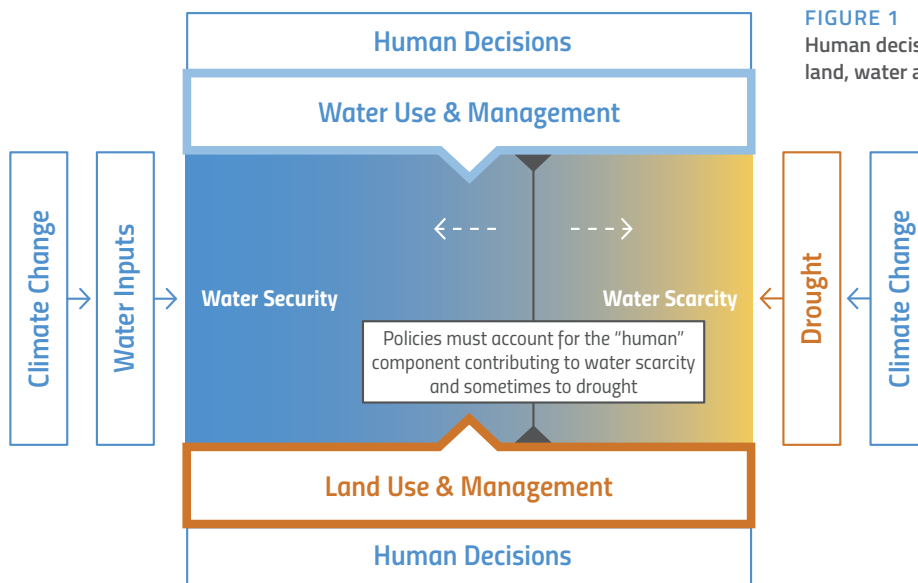 FIGURE 1
Human
land, water
Human Decisions
Water Use & Management
Climate Change
Water Inputs
Water Security
Water Scarcity
Drought
Climate Change
Policies must account for the “human”
component contributing to water scarcity
and sometimes to drought
Land Use & Management
Human Decisions